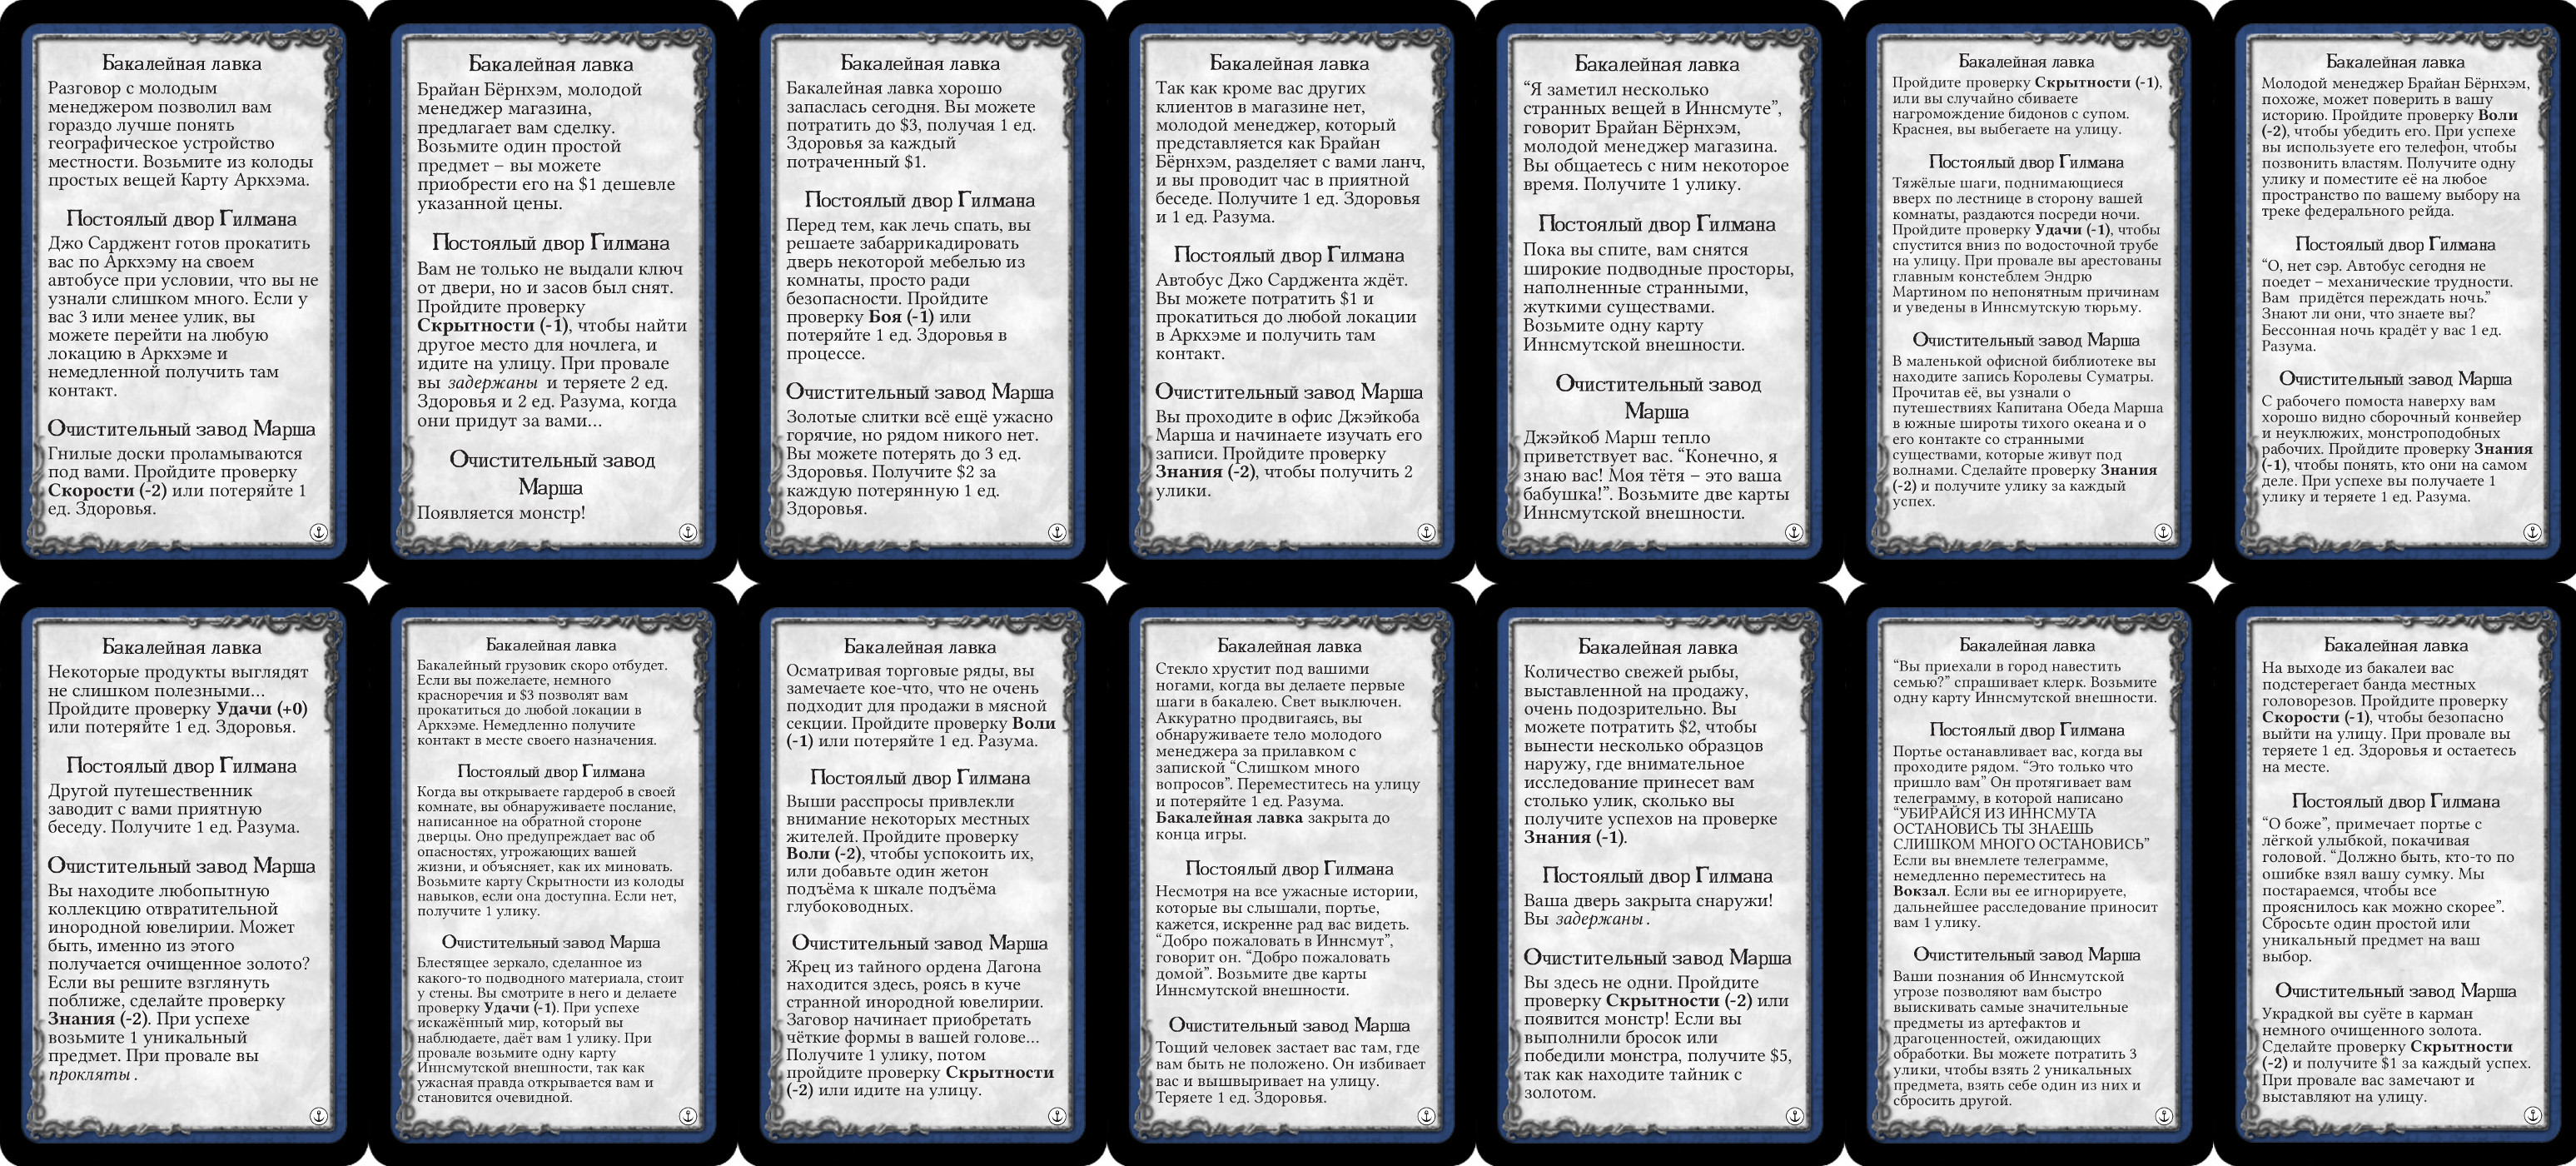 Бакалейная лавка
Разговор с молодым
менеджером позволил вам
гораздо лучше понять
географическое устройство
местности. Возьмите из колоды
простых вещей Карту Аркхэма.
Постоялый двор Гилмана
Джо Сарджент готов прокатить
вас по Аркхэму на своем
автобусе при условии, что вы не
узнали слишком много. Если у
вас 3 или менее улик, вы
можете перейти на любую
локацию в Аркхэме и
немедленной получить там
контакт.
Очистительный завод Марша
Гнилые доски проламываются
под вами. Пройдите проверку
Скорости (-2) или потеряйте 1
ед. Здоровья.
Бакалейная лавка
Брайан Бёрнхэм, молодой
менеджер магазина,
предлагает вам сделку.
Возьмите один простой
предмет – вы можете
приобрести его на $1 дешевле
указанной цены.
Постоялый двор Гилмана
Вам не только не выдали ключ
от двери, но и засов был снят.
Пройдите проверку
Скрытности (-1), чтобы найти
другое место для ночлега, и
идите на улицу. При провале
вы задержаны и теряете 2 ед.
Здоровья и 2 ед. Разума, когда
они придут за вами...
Очистительный завод
Марша
Появляется монстр!
Бакалейная лавка
Бакалейная лавка хорошо
запаслась сегодня. Вы можете
потратить до $3, получая 1 ед.
Здоровья за каждый
потраченный $1.
Постоялый двор Гилмана
Перед тем, как лечь спать, вы
решаете забаррикадировать
дверь некоторой мебелью из
комнаты, просто ради
безопасности. Пройдите
проверку Боя (-1) или
потеряйте 1 ед. Здоровья в
процессе.
Очистительный завод Марша
Золотые слитки всё ещё ужасно
горячие, но рядом никого нет.
Вы можете потерять до 3 ед.
Здоровья. Получите $2 за
каждую потерянную 1 ед.
Здоровья.
Бакалейная лавка
Так как кроме вас других
клиентов в магазине нет,
молодой менеджер, который
представляется как Брайан
Бёрнхэм, разделяет с вами ланч,
и вы проводит час в приятной
беседе. Получите 1 ед. Здоровья
и 1 ед. Разума.
Постоялый двор Гилмана
Автобус Джо Сарджента ждёт.
Вы можете потратить $1 и
прокатиться до любой локации
в Аркхэме и получить там
контакт.
Очистительный завод Марша
Вы проходите в офис Джэйкоба
Марша и начинаете изучать его
записи. Пройдите проверку
Знания (-2), чтобы получить 2
улики.
Бакалейная лавка
“Я заметил несколько
странных вещей в Иннсмуте”,
говорит Брайан Бёрнхэм,
молодой менеджер магазина.
Вы общаетесь с ним некоторое
время. Получите 1 улику.
Постоялый двор Гилмана
Пока вы спите, вам снятся
широкие подводные просторы,
наполненные странными,
жуткими существами.
Возьмите одну карту
Иннсмутской внешности.
Очистительный завод
Марша
Джэйкоб Марш тепло
приветствует вас. “Конечно, я
знаю вас! Моя тётя – это ваша
бабушка!”. Возьмите две карты
Иннсмутской внешности.
Бакалейная лавка
Пройдите проверку Скрытности (-1),
или вы случайно сбиваете
нагромождение бидонов с супом.
Краснея, вы выбегаете на улицу.
Постоялый двор Гилмана
Тяжёлые шаги, поднимающиеся
вверх по лестнице в сторону вашей
комнаты, раздаются посреди ночи.
Пройдите проверку Удачи (-1), чтобы
спустится вниз по водосточной трубе
на улицу. При провале вы арестованы
главным констеблем Эндрю
Мартином по непонятным причинам
и уведены в Иннсмутскую тюрьму.
Очистительный завод Марша
В маленькой офисной библиотеке вы
находите запись Королевы Суматры.
Прочитав её, вы узнали о
путешествиях Капитана Обеда Марша
в южные широты тихого океана и о
его контакте со странными
существами, которые живут под
волнами. Сделайте проверку Знания
(-2) и получите улику за каждый
успех.
Бакалейная лавка
Молодой менеджер Брайан Бёрнхэм,
похоже, может поверить в вашу
историю. Пройдите проверку Воли
(-2), чтобы убедить его. При успехе
вы используете его телефон, чтобы
позвонить властям. Получите одну
улику и поместите её на любое
пространство по вашему выбору на
треке федерального рейда.
Постоялый двор Гилмана
“О, нет сэр. Автобус сегодня не
поедет – механические трудности.
Вам придётся переждать ночь.”
Знают ли они, что знаете вы?
Бессонная ночь крадёт у вас 1 ед.
Разума.
Очистительный завод Марша
С рабочего помоста наверху вам
хорошо видно сборочный конвейер
и неуклюжих, монстроподобных
рабочих. Пройдите проверку Знания
(-1), чтобы понять, кто они на самом
деле. При успехе вы получаете 1
улику и теряете 1 ед. Разума.
Бакалейная лавка
Некоторые продукты выглядят
не слишком полезными...
Пройдите проверку Удачи (+0)
или потеряйте 1 ед. Здоровья.
Постоялый двор Гилмана
Другой путешественник
заводит с вами приятную
беседу. Получите 1 ед. Разума.
Очистительный завод Марша
Вы находите любопытную
коллекцию отвратительной
инородной ювелирии. Может
быть, именно из этого
получается очищенное золото?
Если вы решите взглянуть
поближе, сделайте проверку
Знания (-2). При успехе
возьмите 1 уникальный
предмет. При провале вы
прокляты.
Бакалейная лавка
Бакалейный грузовик скоро отбудет.
Если вы пожелаете, немного
красноречия и $3 позволят вам
прокатиться до любой локации в
Аркхэме. Немедленно получите
контакт в месте своего назначения.
Постоялый двор Гилмана
Когда вы открываете гардероб в своей
комнате, вы обнаруживаете послание,
написанное на обратной стороне
дверцы. Оно предупреждает вас об
опасностях, угрожающих вашей
жизни, и объясняет, как их миновать.
Возьмите карту Скрытности из колоды
навыков, если она доступна. Если нет,
получите 1 улику.
Очистительный завод Марша
Блестящее зеркало, сделанное из
какого-то подводного материала, стоит
у стены. Вы смотрите в него и делаете
проверку Удачи (-1). При успехе
искажённый мир, который вы
наблюдаете, даёт вам 1 улику. При
провале возьмите одну карту
Иннсмутской внешности, так как
ужасная правда открывается вам и
становится очевидной.
Бакалейная лавка
Осматривая торговые ряды, вы
замечаете кое-что, что не очень
подходит для продажи в мясной
секции. Пройдите проверку Воли
(-1) или потеряйте 1 ед. Разума.
Постоялый двор Гилмана
Выши расспросы привлекли
внимание некоторых местных
жителей. Пройдите проверку
Воли (-2), чтобы успокоить их,
или добавьте один жетон
подъёма к шкале подъёма
глубоководных.
Очистительный завод Марша
Жрец из тайного ордена Дагона
находится здесь, роясь в куче
странной инородной ювелирии.
Заговор начинает приобретать
чёткие формы в вашей голове...
Получите 1 улику, потом
пройдите проверку Скрытности
(-2) или идите на улицу.
Бакалейная лавка
Стекло хрустит под вашими
ногами, когда вы делаете первые
шаги в бакалею. Свет выключен.
Аккуратно продвигаясь, вы
обнаруживаете тело молодого
менеджера за прилавком с
запиской “Слишком много
вопросов”. Переместитесь на улицу
и потеряйте 1 ед. Разума.
Бакалейная лавка закрыта до
конца игры.
Постоялый двор Гилмана
Несмотря на все ужасные истории,
которые вы слышали, портье,
кажется, искренне рад вас видеть.
“Добро пожаловать в Иннсмут”,
говорит он. “Добро пожаловать
домой”. Возьмите две карты
Иннсмутской внешности.
Очистительный завод Марша
Тощий человек застает вас там, где
вам быть не положено. Он избивает
вас и вышвыривает на улицу.
Теряете 1 ед. Здоровья.
Бакалейная лавка
Количество свежей рыбы,
выставленной на продажу,
очень подозрительно. Вы
можете потратить $2, чтобы
вынести несколько образцов
наружу, где внимательное
исследование принесет вам
столько улик, сколько вы
получите успехов на проверке
Знания (-1).
Постоялый двор Гилмана
Ваша дверь закрыта снаружи!
Вы задержаны.
Очистительный завод Марша
Вы здесь не одни. Пройдите
проверку Скрытности (-2) или
появится монстр! Если вы
выполнили бросок или
победили монстра, получите $5,
так как находите тайник с
золотом.
Бакалейная лавка
“Вы приехали в город навестить
семью?” спрашивает клерк. Возьмите
одну карту Иннсмутской внешности.
Постоялый двор Гилмана
Портье останавливает вас, когда вы
проходите рядом. “Это только что
пришло вам” Он протягивает вам
телеграмму, в которой написано
“УБИРАЙСЯ ИЗ ИННСМУТА
ОСТАНОВИСЬ ТЫ ЗНАЕШЬ
СЛИШКОМ МНОГО ОСТАНОВИСЬ”
Если вы внемлете телеграмме,
немедленно переместитесь на
Вокзал. Если вы ее игнорируете,
дальнейшее расследование приносит
вам 1 улику.
Очистительный завод Марша
Ваши познания об Иннсмутской
угрозе позволяют вам быстро
выискивать самые значительные
предметы из артефактов и
драгоценностей, ожидающих
обработки. Вы можете потратить 3
улики, чтобы взять 2 уникальных
предмета, взять себе один из них и
сбросить другой.
Бакалейная лавка
На выходе из бакалеи вас
подстерегает банда местных
головорезов. Пройдите проверку
Скорости (-1), чтобы безопасно
выйти на улицу. При провале вы
теряете 1 ед. Здоровья и остаетесь
на месте.
Постоялый двор Гилмана
“О боже”, примечает портье с
лёгкой улыбкой, покачивая
головой. “Должно быть, кто-то по
ошибке взял вашу сумку. Мы
постараемся, чтобы все
прояснилось как можно скорее”.
Сбросьте один простой или
уникальный предмет на ваш
выбор.
Очистительный завод Марша
Украдкой вы суёте в карман
немного очищенного золота.
Сделайте проверку Скрытности
(-2) и получите $1 за каждый успех.
При провале вас замечают и
выставляют на улицу.